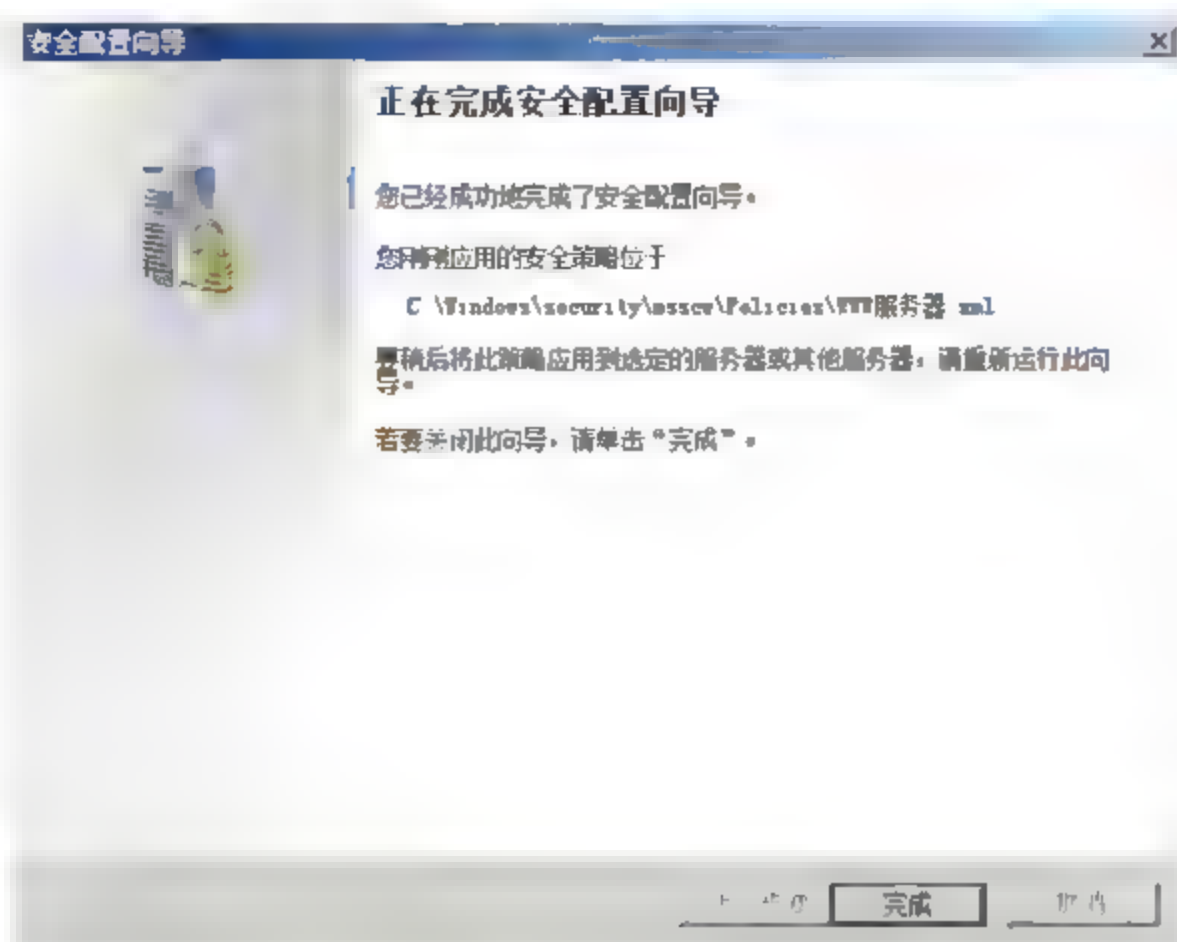 安全配置向导
正在完成安全配置向导
您已经成功地完成了安全配置向导。
您刚刚应用的安全策略位于
C \Windows\security\msscw\Policies\WWW服务器 xml
要稍后将此策略应用到选定的服务器或其他服务器，请重新运行此向
导。
若要关闭此向导，请单击“完成”。
完成
取消